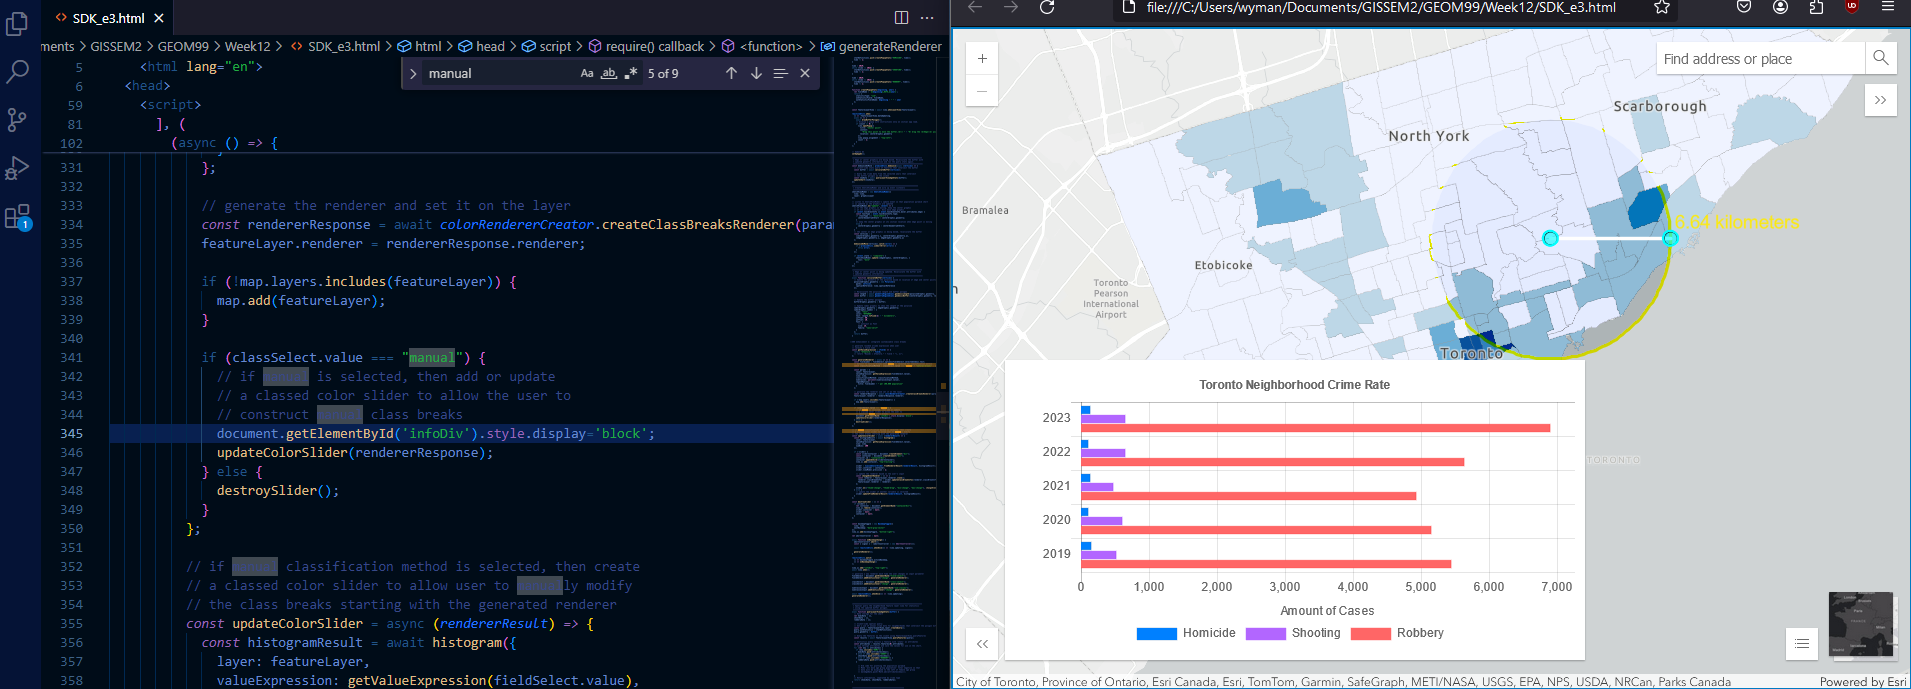 SDK_e3.html
file:///C:/Users/wyman/Documents/GISSEM2/GEOM99/Week12/SDK_e3.html
ments > GISSEM2 > GEOM99 > Week12 > SDK_e3.html > html > head > script > require() callback > <function> > generateRenderer
manual
Aa ab .* 5 of 9
5 <html lang="en">
6 <head>
59 <script>
81 ], (
102 (async () => {
331 };
332
333 // generate the renderer and set it on the layer
334 const rendererResponse = await colorRendererCreator.createClassBreaksRenderer(para
335 featureLayer.renderer = rendererResponse.renderer;
336
337 if (!map.layers.includes(featureLayer)) {
338 map.add(featureLayer);
339 }
340
341 if (classSelect.value === "manual") {
342 // if manual is selected, then add or update
343 // a classed color slider to allow the user to
344 // construct manual class breaks
345 document.getElementById('infoDiv').style.display='block';
346 updateColorSlider(rendererResponse);
347 } else {
348 destroySlider();
349 }
350 };
351
352 // if manual classification method is selected, then create
353 // a classed color slider to allow user to manually modify
354 // the class breaks starting with the generated renderer
355 const updateColorSlider = async (rendererResult) => {
356 const histogramResult = await histogram({
357 layer: featureLayer,
358 valueExpression: getValueExpression(fieldSelect.value),
1
Find address or place
Scarborough
North York
Bramalea
6.64 kilometers
Etobicoke
Toronto
Pearson
International
Airport
Toronto
TORONTO
Toronto Neighborhood Crime Rate
2023
2022
2021
2020
2019
0 1,000 2,000 3,000 4,000 5,000 6,000 7,000
Amount of Cases
Homicide Shooting Robbery
City of Toronto, Province of Ontario, Esri Canada, Esri, TomTom, Garmin, SafeGraph, METI/NASA, USGS, EPA, NPS, USDA, NRCan, Parks Canada
Powered by Esri